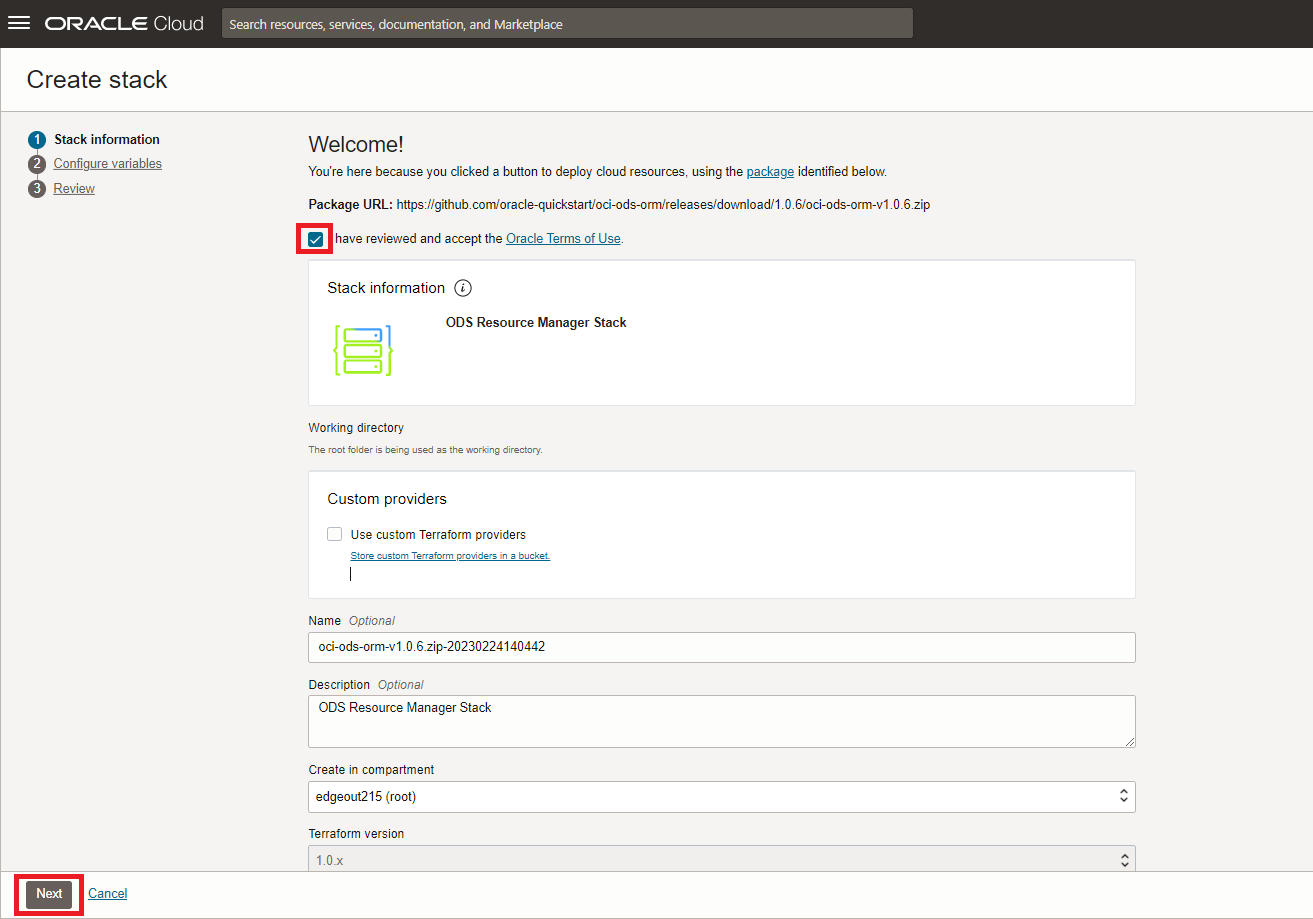 ORACLE Cloud
Search resources, services, documentation, and Marketplace
Create stack
1 Stack information
2 Configure variables
3 Review
Welcome!
You're here because you clicked a button to deploy cloud resources, using the package identified below.
Package URL: https://github.com/oracle-quickstart/oci-ods-orm/releases/download/1.0.6/oci-ods-orm-v1.0.6.zip
have reviewed and accept the Oracle Terms of Use.
Stack information i
ODS Resource Manager Stack
Working directory
The root folder is being used as the working directory.
Custom providers
Use custom Terraform providers
Store custom Terraform providers in a bucket.
Name Optional
oci-ods-orm-v1.0.6.zip-20230224140442
Description Optional
ODS Resource Manager Stack
Create in compartment
edgeout215 (root)
Terraform version
1.0.x
Next Cancel